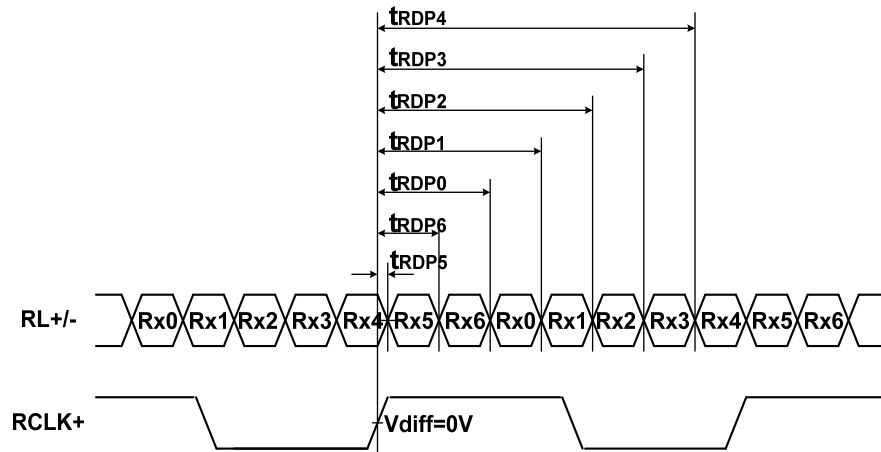 tRDP4
tRDP3
tRDP2
tRDP1
tRDP0
tRDP6
tRDP5
RL+/- Rx0 Rx1 Rx2 Rx3 Rx4 Rx5 Rx6 Rx0 Rx1 Rx2 Rx3 Rx4 Rx5 Rx6
RCLK+ Vdiff=0V